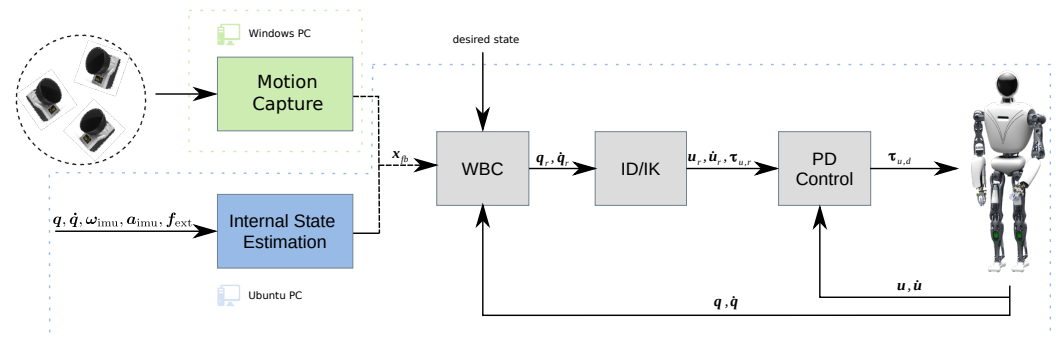 Windows PC
Motion
Capture
desired state
x_fb
WBC
q_r, q̇_r
ID/IK
u_r, u̇_r, τ_u,r
PD
Control
τ_u,d
q, q̇, ω_imu, a_imu, f_ext
Internal State
Estimation
Ubuntu PC
u, u̇
q, q̇